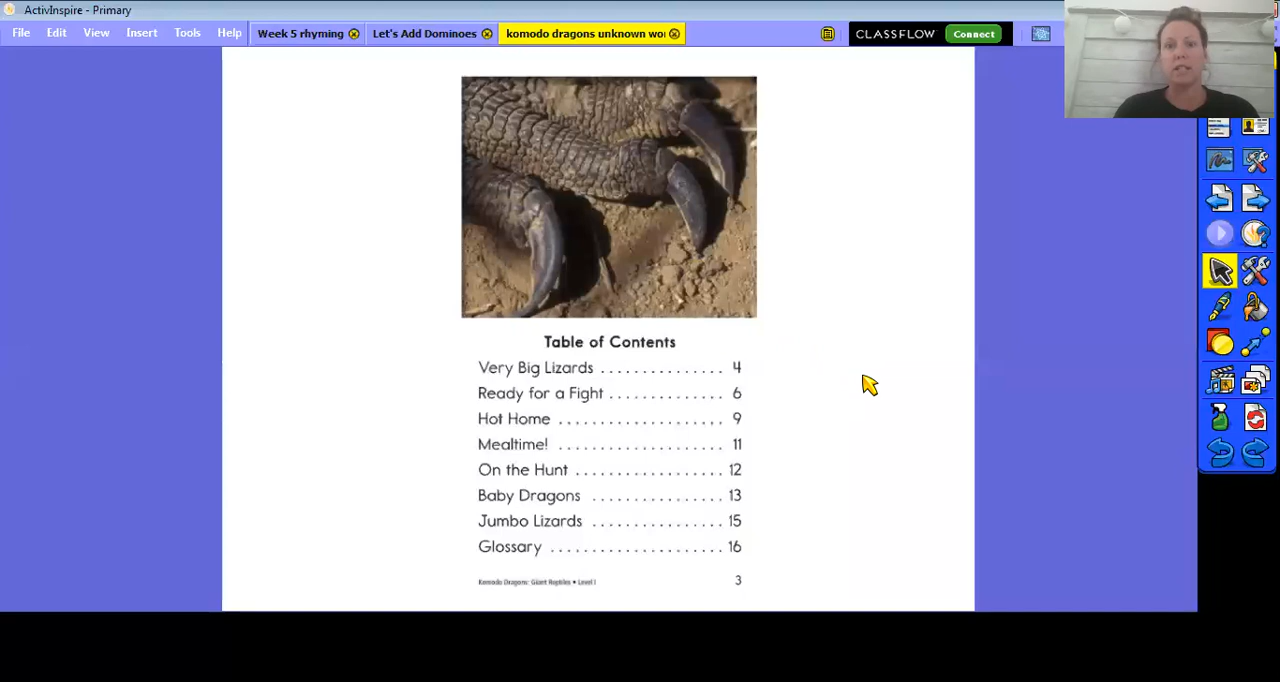 ActivInspire - Primary
File Edit View Insert Tools Help Week 5 rhyming Let's Add Dominoes komodo dragons unknown wo CLASSFLOW Connect
Table of Contents
Very Big Lizards . . . . . . . . . . . . . . . 4
Ready for a Fight . . . . . . . . . . . . . . 6
Hot Home . . . . . . . . . . . . . . . . . . . . 9
Mealtime! . . . . . . . . . . . . . . . . . . . . 11
On the Hunt . . . . . . . . . . . . . . . . . . 12
Baby Dragons . . . . . . . . . . . . . . . . 13
Jumbo Lizards . . . . . . . . . . . . . . . . 15
Glossary . . . . . . . . . . . . . . . . . . . . . 16
Komodo Dragons: Giant Reptiles • Level I 3